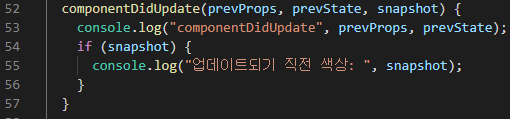 52 componentDidUpdate(prevProps, prevState, snapshot) {
53 console.log("componentDidUpdate", prevProps, prevState);
54 if (snapshot) {
55 console.log("업데이트되기 직전 색상: ", snapshot);
56 }
57 }